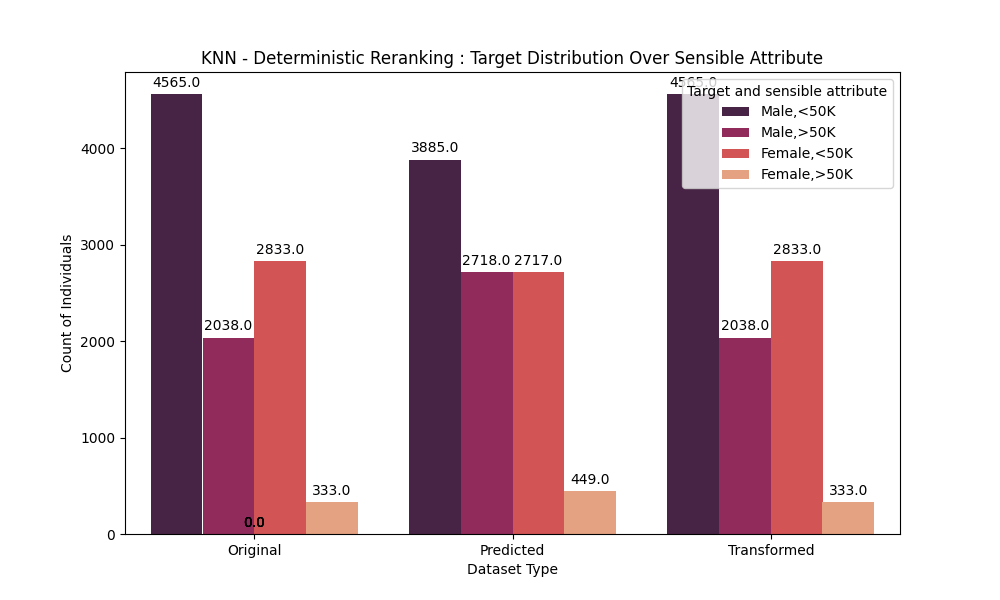 KNN - Deterministic Reranking : Target Distribution Over Sensible Attribute
4565.0
2038.0
2833.0
333.0
0.0
3885.0
2718.0
2717.0
449.0
4565.0
2038.0
2833.0
333.0
Target and sensible attribute
Male,<50K
Male,>50K
Female,<50K
Female,>50K
Count of Individuals
4000
3000
2000
1000
0
Original
Predicted
Transformed
Dataset Type